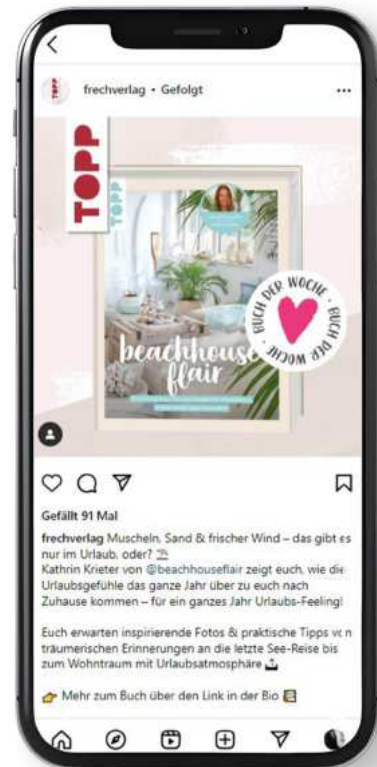 frechverlag • Gefolgt
TOPP
TOPP
BUCH DER WOCHE · BUCH DER WOCHE ·
beachhouse
flair
Gefällt 91 Mal
frechverlag Muscheln, Sand & frischer Wind – das gibt es
nur im Urlaub, oder? ⛱
Kathrin Krieter von @beachhouseflair zeigt euch, wie die
Urlaubsgefühle das ganze Jahr über zu euch nach
Zuhause kommen – für ein ganzes Jahr Urlaubs-Feeling!
Euch erwarten inspirierende Fotos & praktische Tipps von
träumerischen Erinnerungen an die letzte See-Reise bis
zum Wohntraum mit Urlaubsatmosphäre
👉 Mehr zum Buch über den Link in der Bio